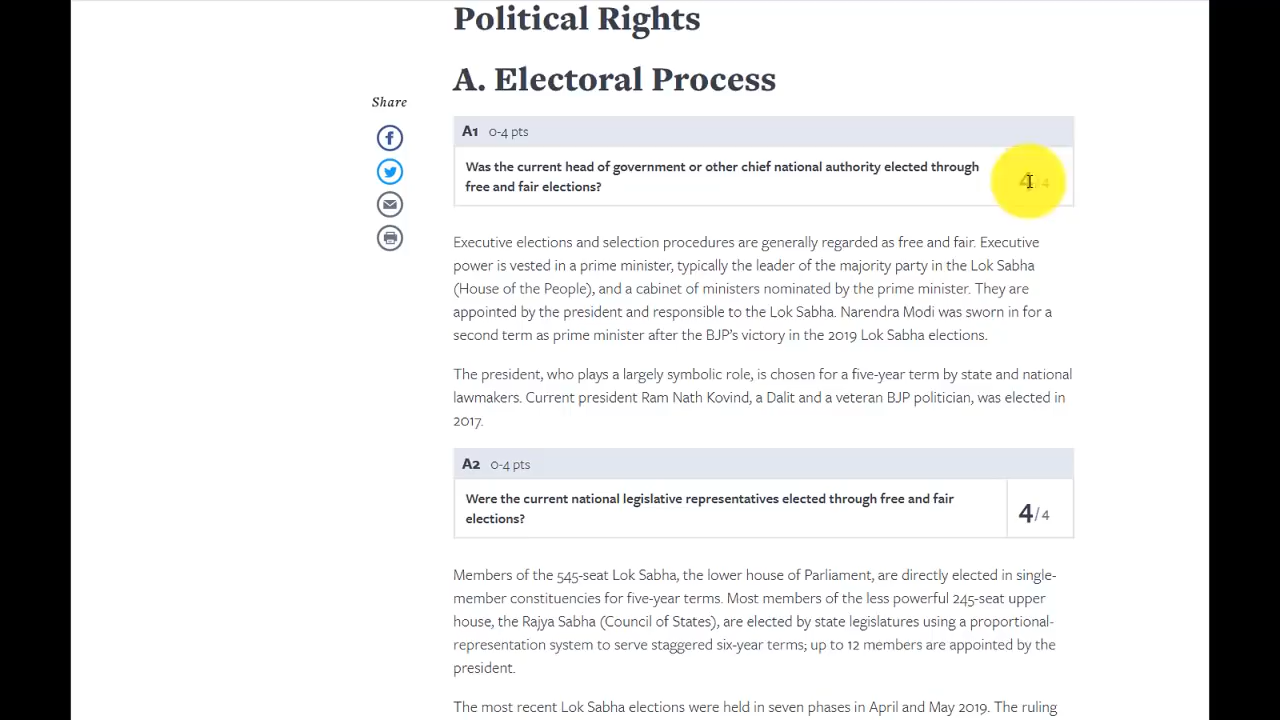 Political Rights
A. Electoral Process
Share
A1 0-4 pts
Was the current head of government or other chief national authority elected through
free and fair elections?
4/4
Executive elections and selection procedures are generally regarded as free and fair. Executive
power is vested in a prime minister, typically the leader of the majority party in the Lok Sabha
(House of the People), and a cabinet of ministers nominated by the prime minister. They are
appointed by the president and responsible to the Lok Sabha. Narendra Modi was sworn in for a
second term as prime minister after the BJP’s victory in the 2019 Lok Sabha elections.
The president, who plays a largely symbolic role, is chosen for a five-year term by state and national
lawmakers. Current president Ram Nath Kovind, a Dalit and a veteran BJP politician, was elected in
2017.
A2 0-4 pts
Were the current national legislative representatives elected through free and fair
elections?
4/4
Members of the 545-seat Lok Sabha, the lower house of Parliament, are directly elected in single-
member constituencies for five-year terms. Most members of the less powerful 245-seat upper
house, the Rajya Sabha (Council of States), are elected by state legislatures using a proportional-
representation system to serve staggered six-year terms; up to 12 members are appointed by the
president.
The most recent Lok Sabha elections were held in seven phases in April and May 2019. The ruling